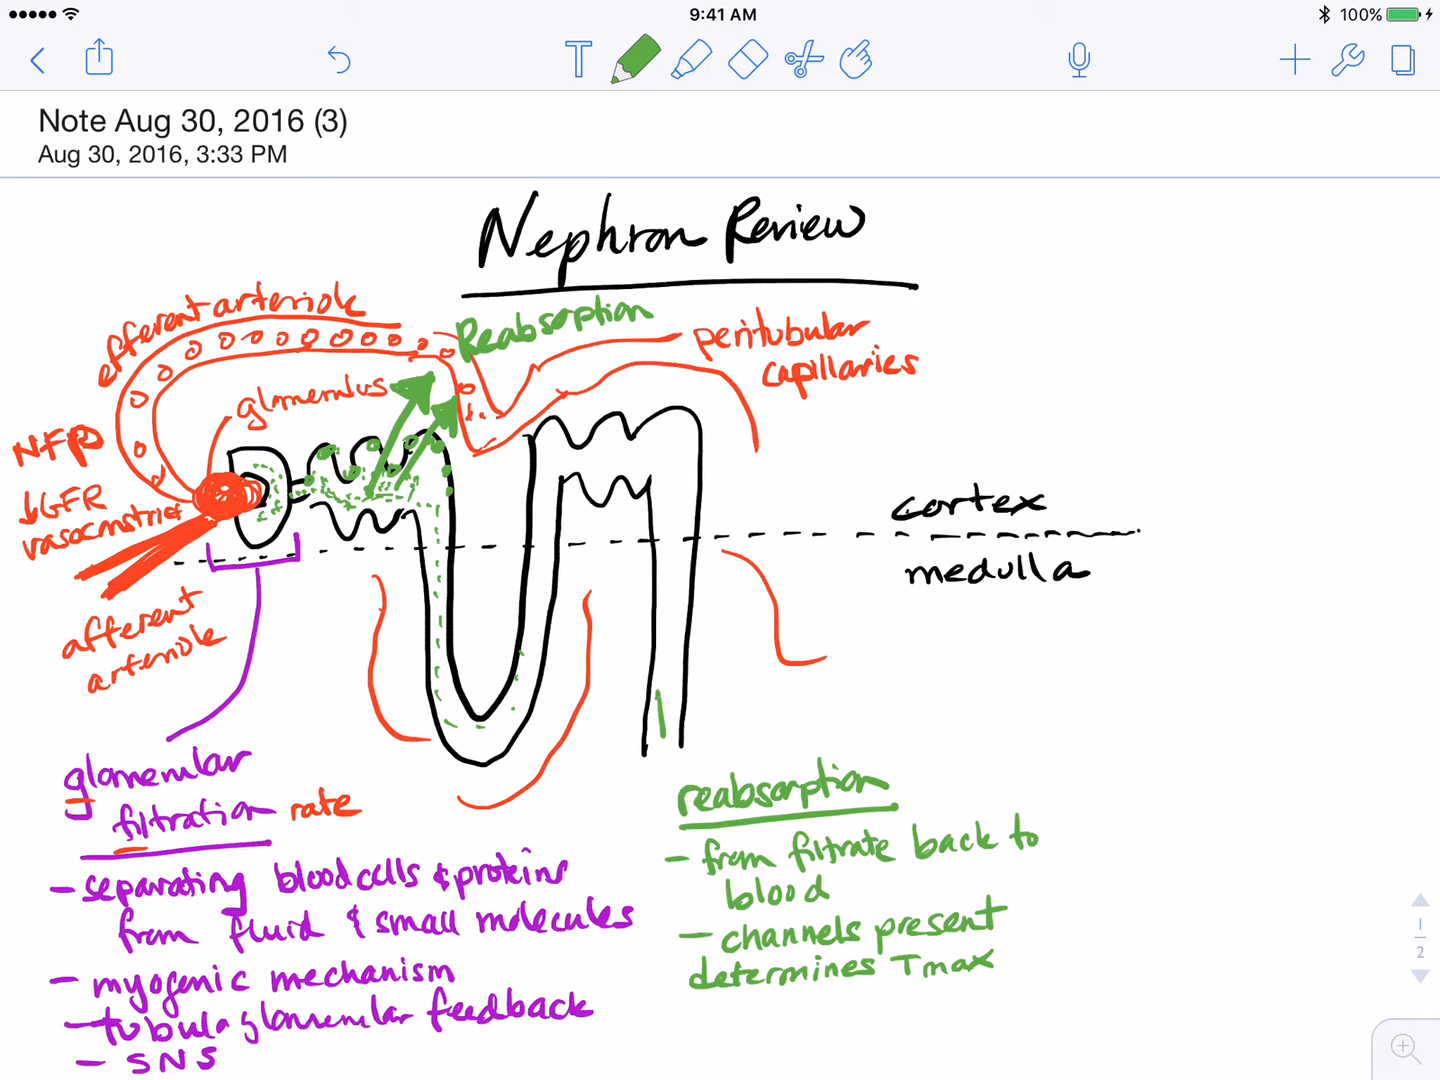 9:41 AM
100%
T
Note Aug 30, 2016 (3)
Aug 30, 2016, 3:33 PM
Nephron Review
efferent arteriole
Reabsorption
peritubular
capillaries
glomerulus
NFP
↓GFR
vasoconstrict
afferent
arteriole
cortex
medulla
glomerular
filtration rate
- separating blood cells & proteins
from fluid & small molecules
- myogenic mechanism
- tubuloglomerular feedback
- SNS
reabsorption
- from filtrate back to
blood
- channels present
determines Tmax
1
2